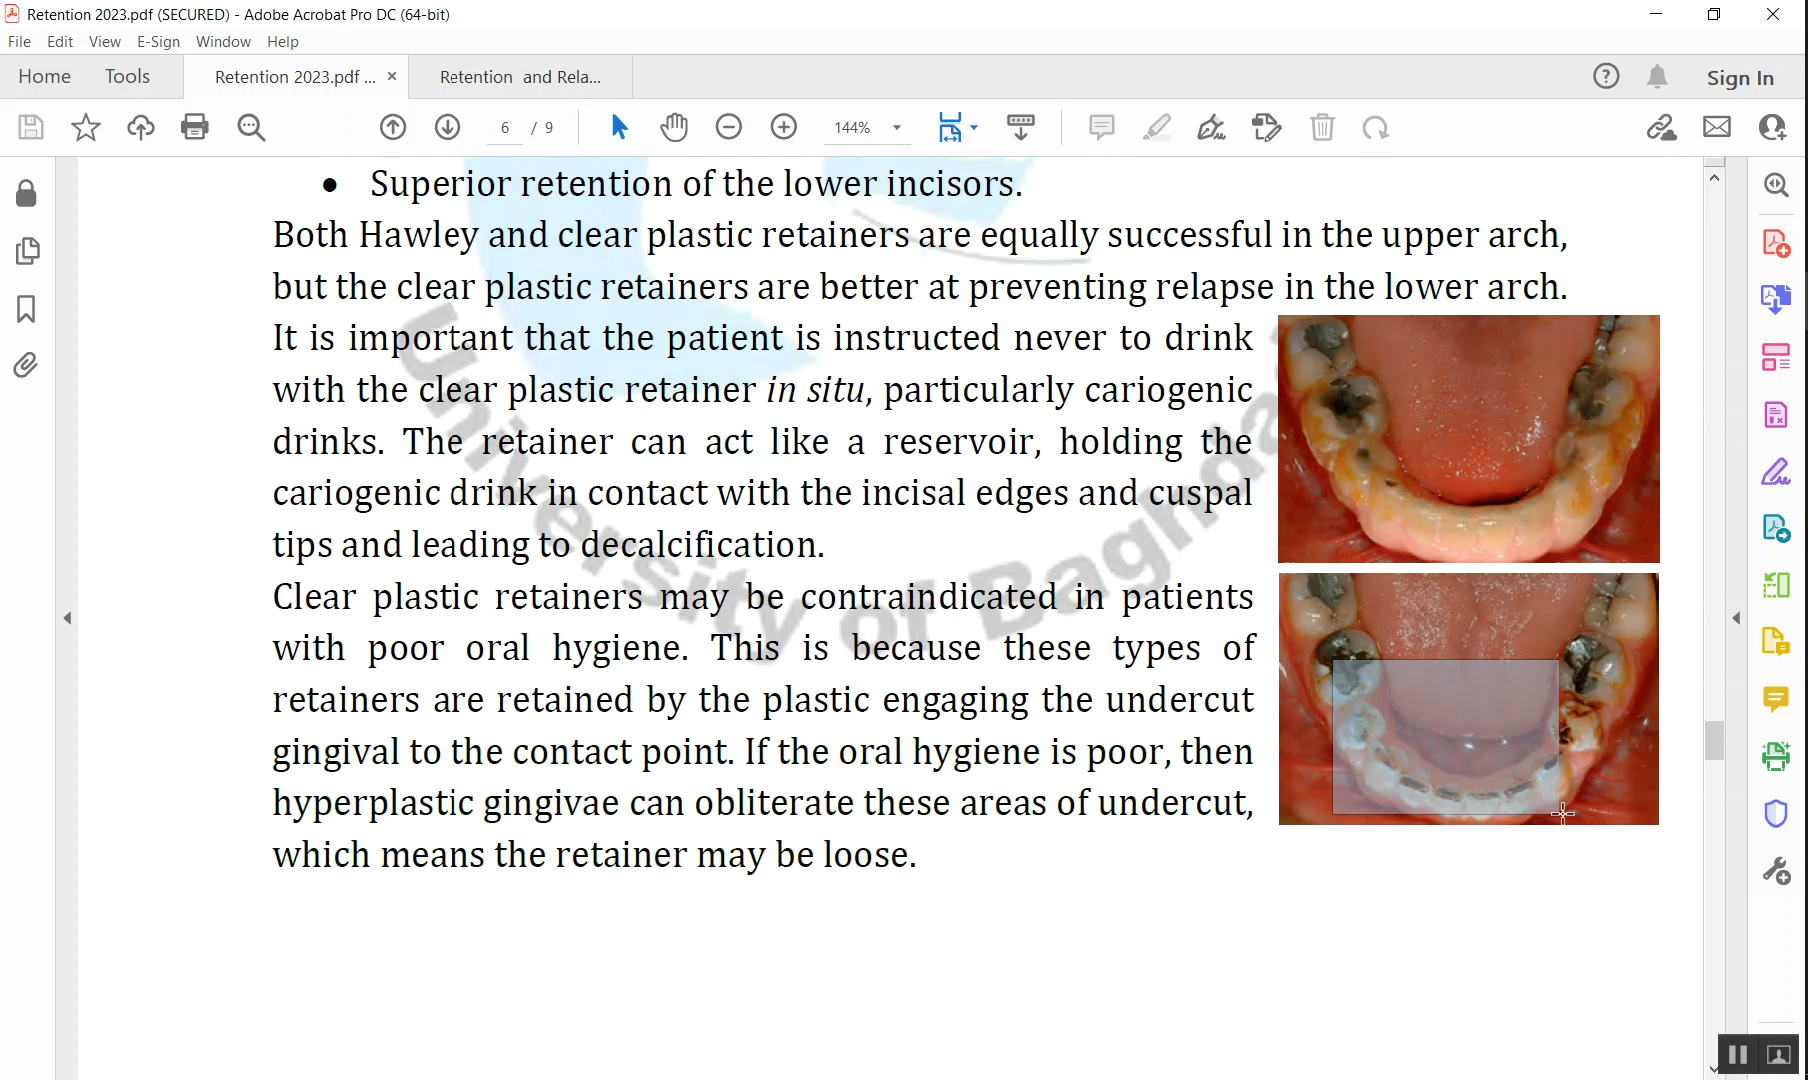 Retention 2023.pdf (SECURED) - Adobe Acrobat Pro DC (64-bit)
File Edit View E-Sign Window Help
Home Tools Retention 2023.pdf ... × Retention and Rela... Sign In
6 / 9 144%
• Superior retention of the lower incisors.
Both Hawley and clear plastic retainers are equally successful in the upper arch,
but the clear plastic retainers are better at preventing relapse in the lower arch.
It is important that the patient is instructed never to drink
with the clear plastic retainer in situ, particularly cariogenic
drinks. The retainer can act like a reservoir, holding the
cariogenic drink in contact with the incisal edges and cuspal
tips and leading to decalcification.
Clear plastic retainers may be contraindicated in patients
with poor oral hygiene. This is because these types of
retainers are retained by the plastic engaging the undercut
gingival to the contact point. If the oral hygiene is poor, then
hyperplastic gingivae can obliterate these areas of undercut,
which means the retainer may be loose.
University of Baghda